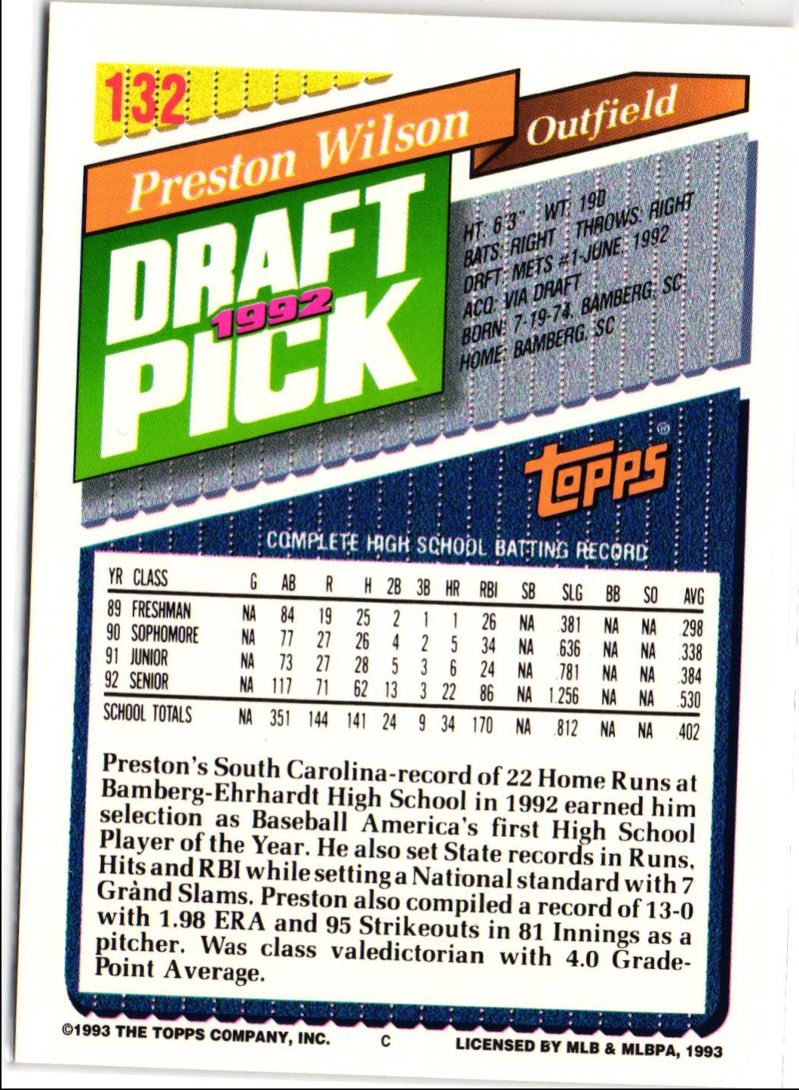 132
Preston Wilson
Outfield
DRAFT
1992
PICK
HT: 6'3" WT: 190
BATS: RIGHT THROWS: RIGHT
DRFT: METS #1-JUNE, 1992
ACQ: VIA DRAFT
BORN: 7-19-74, BAMBERG, SC
HOME: BAMBERG, SC
TOPPS®
COMPLETE HIGH SCHOOL BATTING RECORD
YR CLASS G AB R H 2B 3B HR RBI SB SLG BB SO AVG
89 FRESHMAN NA 84 19 25 2 1 1 26 NA .381 NA NA .298
90 SOPHOMORE NA 77 27 26 4 2 5 34 NA .636 NA NA .338
91 JUNIOR NA 73 27 28 5 3 6 24 NA .781 NA NA .384
92 SENIOR NA 117 71 62 13 3 22 86 NA 1.256 NA NA .530
SCHOOL TOTALS NA 351 144 141 24 9 34 170 NA .812 NA NA .402
Preston's South Carolina-record of 22 Home Runs at
Bamberg-Ehrhardt High School in 1992 earned him
selection as Baseball America's first High School
Player of the Year. He also set State records in Runs,
Hits and RBI while setting a National standard with 7
Grand Slams. Preston also compiled a record of 13-0
with 1.98 ERA and 95 Strikeouts in 81 Innings as a
pitcher. Was class valedictorian with 4.0 Grade-
Point Average.
©1993 THE TOPPS COMPANY, INC. C LICENSED BY MLB & MLBPA, 1993